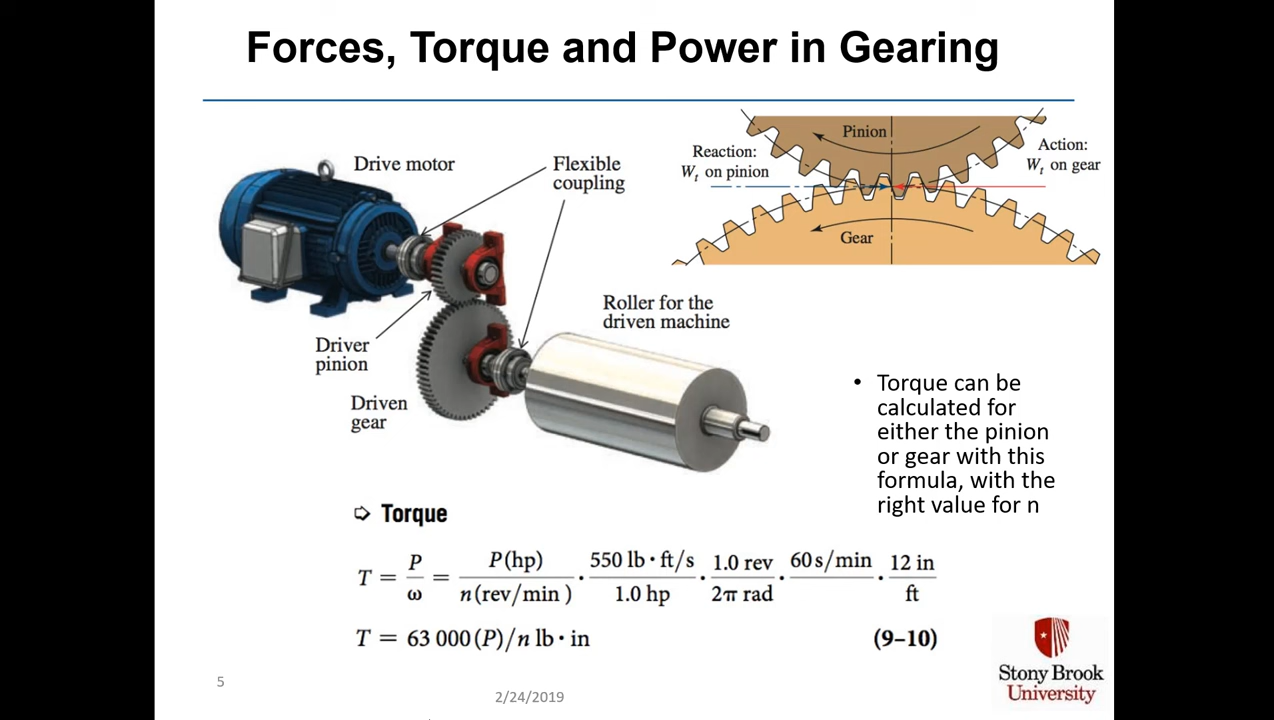 Forces, Torque and Power in Gearing
Drive motor
Flexible
coupling
Driver
pinion
Driven
gear
Roller for the
driven machine
Pinion
Reaction:
Wₜ on pinion
Action:
Wₜ on gear
Gear
• Torque can be
calculated for
either the pinion
or gear with this
formula, with the
right value for n
⇨ Torque
T = P/ω = P(hp)/n(rev/min) · 550 lb·ft/s/1.0 hp · 1.0 rev/2π rad · 60 s/min · 12 in/ft
T = 63 000(P)/n lb·in (9–10)
5
2/24/2019
Stony Brook
University